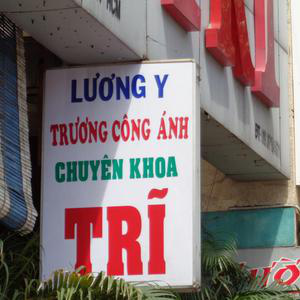 LƯƠNG Y
TRƯƠNG CÔNG ÁNH
CHUYÊN KHOA
TRĨ